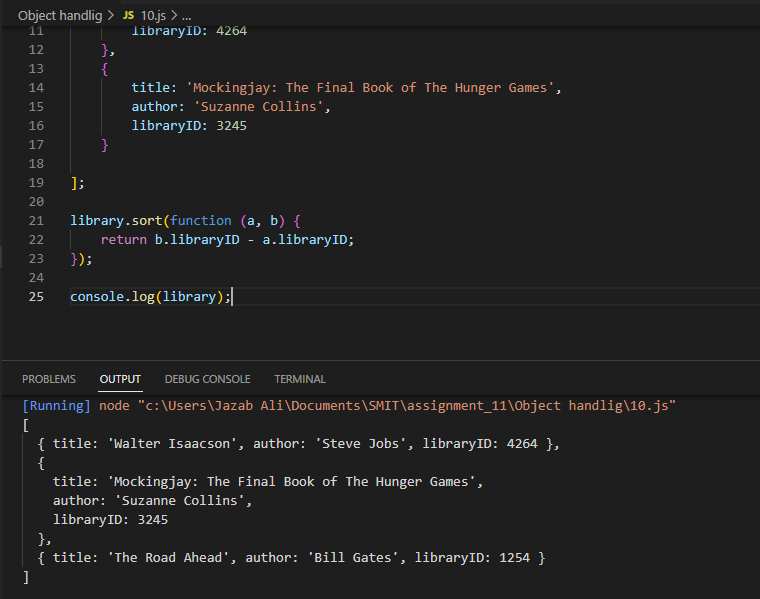 Object handlig > JS 10.js > ...
11 libraryID: 4264
12 },
13 {
14 title: 'Mockingjay: The Final Book of The Hunger Games',
15 author: 'Suzanne Collins',
16 libraryID: 3245
17 }
18
19 ];
20
21 library.sort(function (a, b) {
22 return b.libraryID - a.libraryID;
23 });
24
25 console.log(library);
PROBLEMS OUTPUT DEBUG CONSOLE TERMINAL
[Running] node "c:\Users\Jazab Ali\Documents\SMIT\assignment_11\Object handlig\10.js"
[
{ title: 'Walter Isaacson', author: 'Steve Jobs', libraryID: 4264 },
{
title: 'Mockingjay: The Final Book of The Hunger Games',
author: 'Suzanne Collins',
libraryID: 3245
},
{ title: 'The Road Ahead', author: 'Bill Gates', libraryID: 1254 }
]